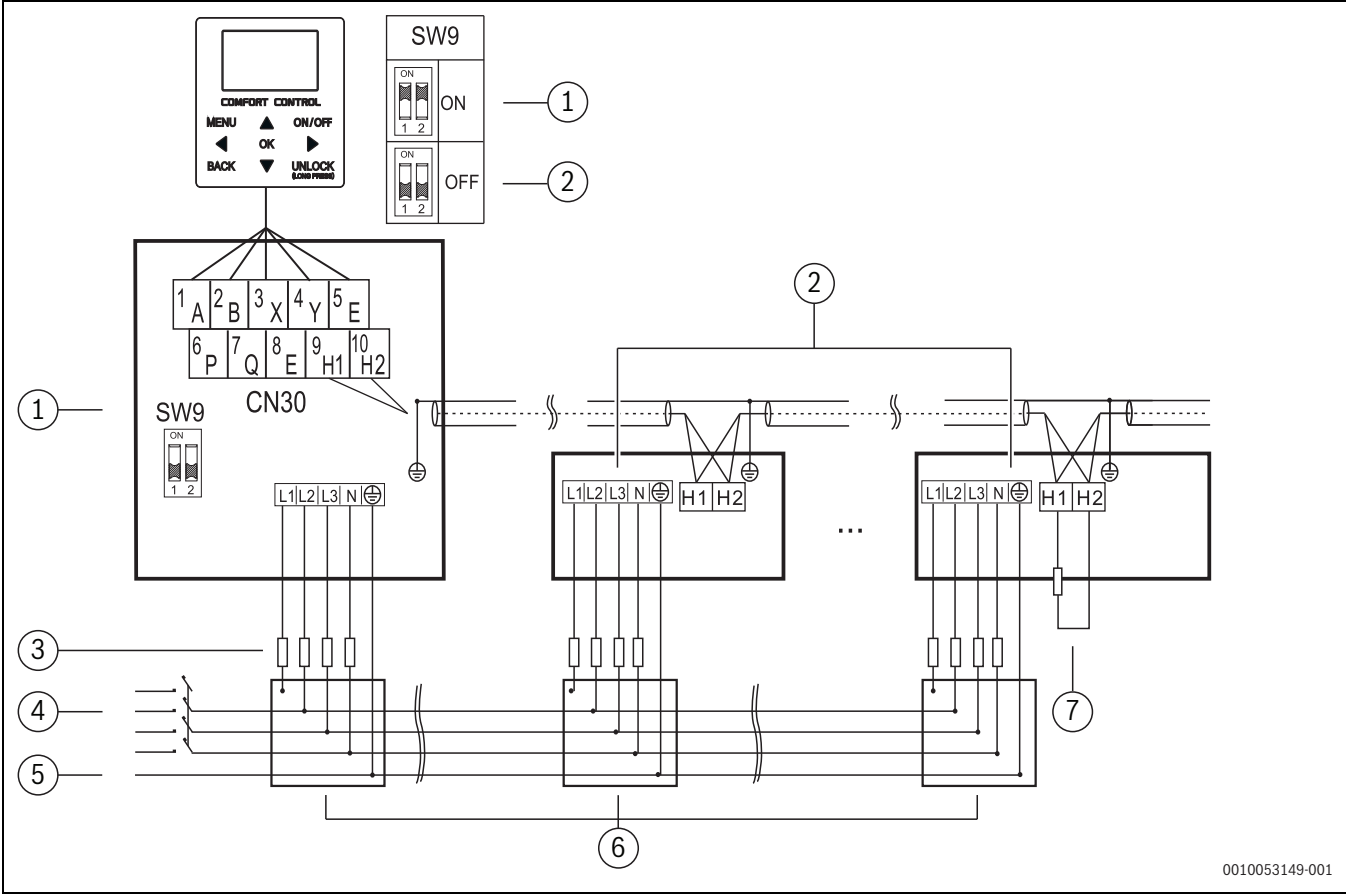 SW9
ON
1 2
ON
1
ON
1 2
OFF
2
COMFORT CONTROL
MENU ON/OFF
OK
BACK UNLOCK
(LONG PRESS)
1 A 2 B 3 X 4 Y 5 E
6 P 7 Q 8 E 9 H1 10 H2
CN30
SW9
ON
1 2
1
2
L1 L2 L3 N
L1 L2 L3 N
H1 H2
...
L1 L2 L3 N
H1 H2
3
4
5
6
7
0010053149-001